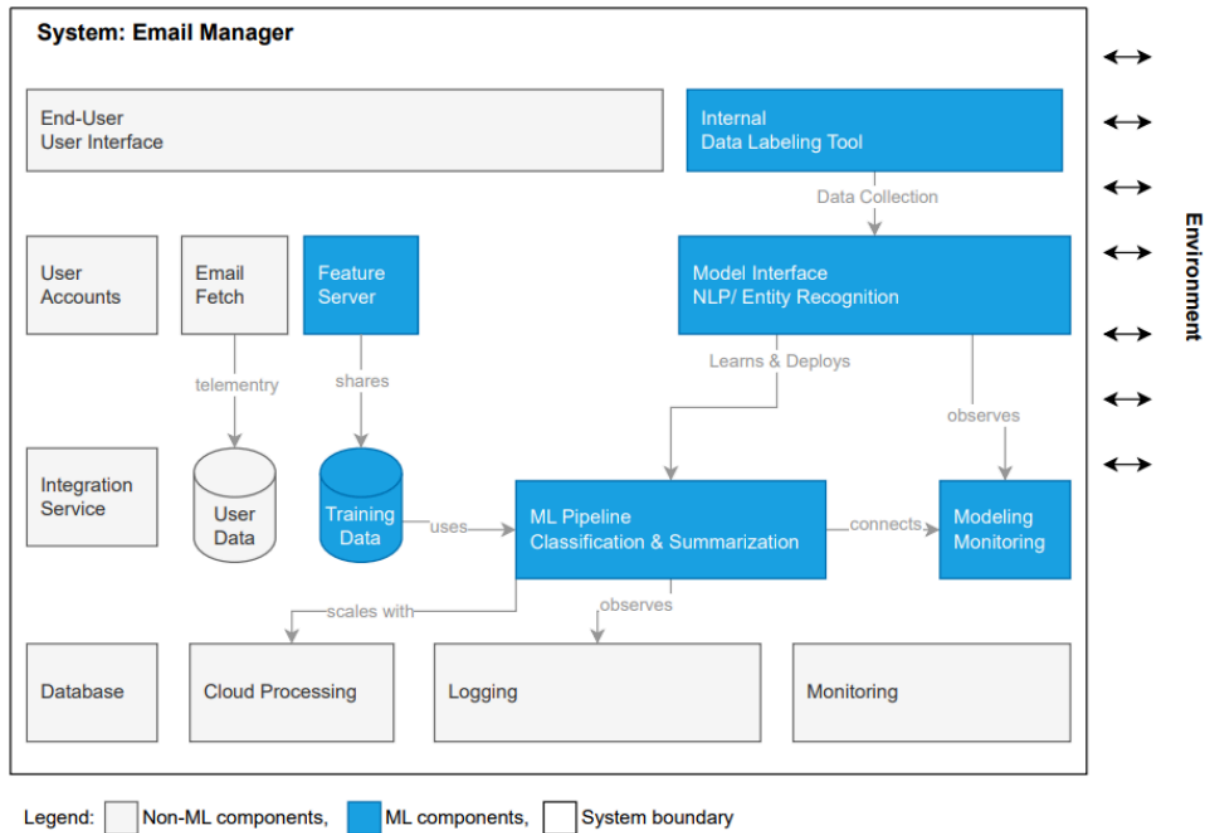 System: Email Manager
End-User
User Interface
Internal
Data Labeling Tool
Data Collection
User
Accounts
Email
Fetch
Feature
Server
Model Interface
NLP/ Entity Recognition
Environment
telementry
shares
Learns & Deploys
observes
Integration
Service
User
Data
Training
Data
uses
ML Pipeline
Classification & Summarization
connects
Modeling
Monitoring
scales with
observes
Database
Cloud Processing
Logging
Monitoring
Legend: Non-ML components, ML components, System boundary